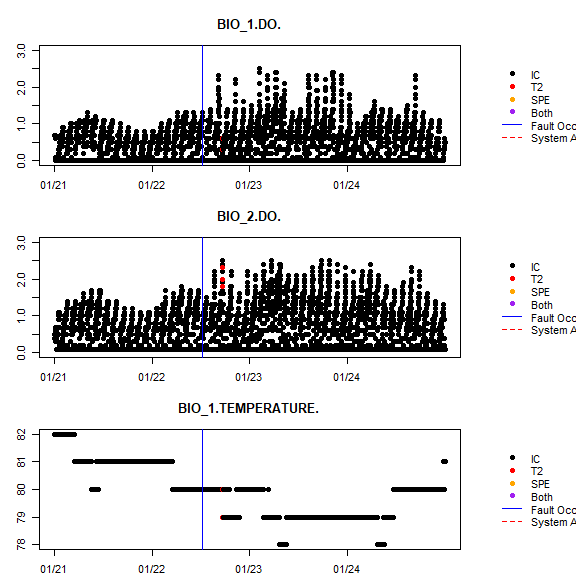 BIO_1.DO.
3.0
2.0
1.0
0.0
01/21 01/22 01/23 01/24
IC
T2
SPE
Both
Fault Occ
System A
BIO_2.DO.
3.0
2.0
1.0
0.0
01/21 01/22 01/23 01/24
IC
T2
SPE
Both
Fault Occ
System A
BIO_1.TEMPERATURE.
82
81
80
79
78
01/21 01/22 01/23 01/24
IC
T2
SPE
Both
Fault Occ
System A